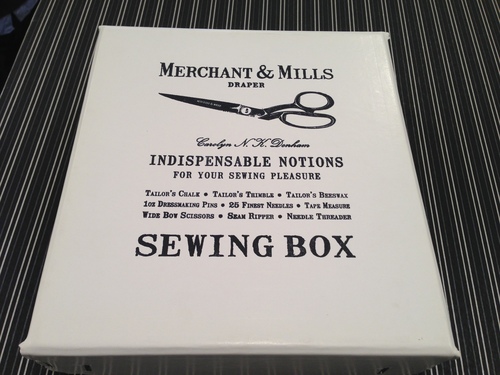 MERCHANT & MILLS
DRAPER
Carolyn N. K. Denham
INDISPENSABLE NOTIONS
FOR YOUR SEWING PLEASURE
TAILOR'S CHALK • TAILOR'S THIMBLE • TAILOR'S BEESWAX
1OZ DRESSMAKING PINS • 25 FINEST NEEDLES • TAPE MEASURE
WIDE BOW SCISSORS • SEAM RIPPER • NEEDLE THREADER
SEWING BOX